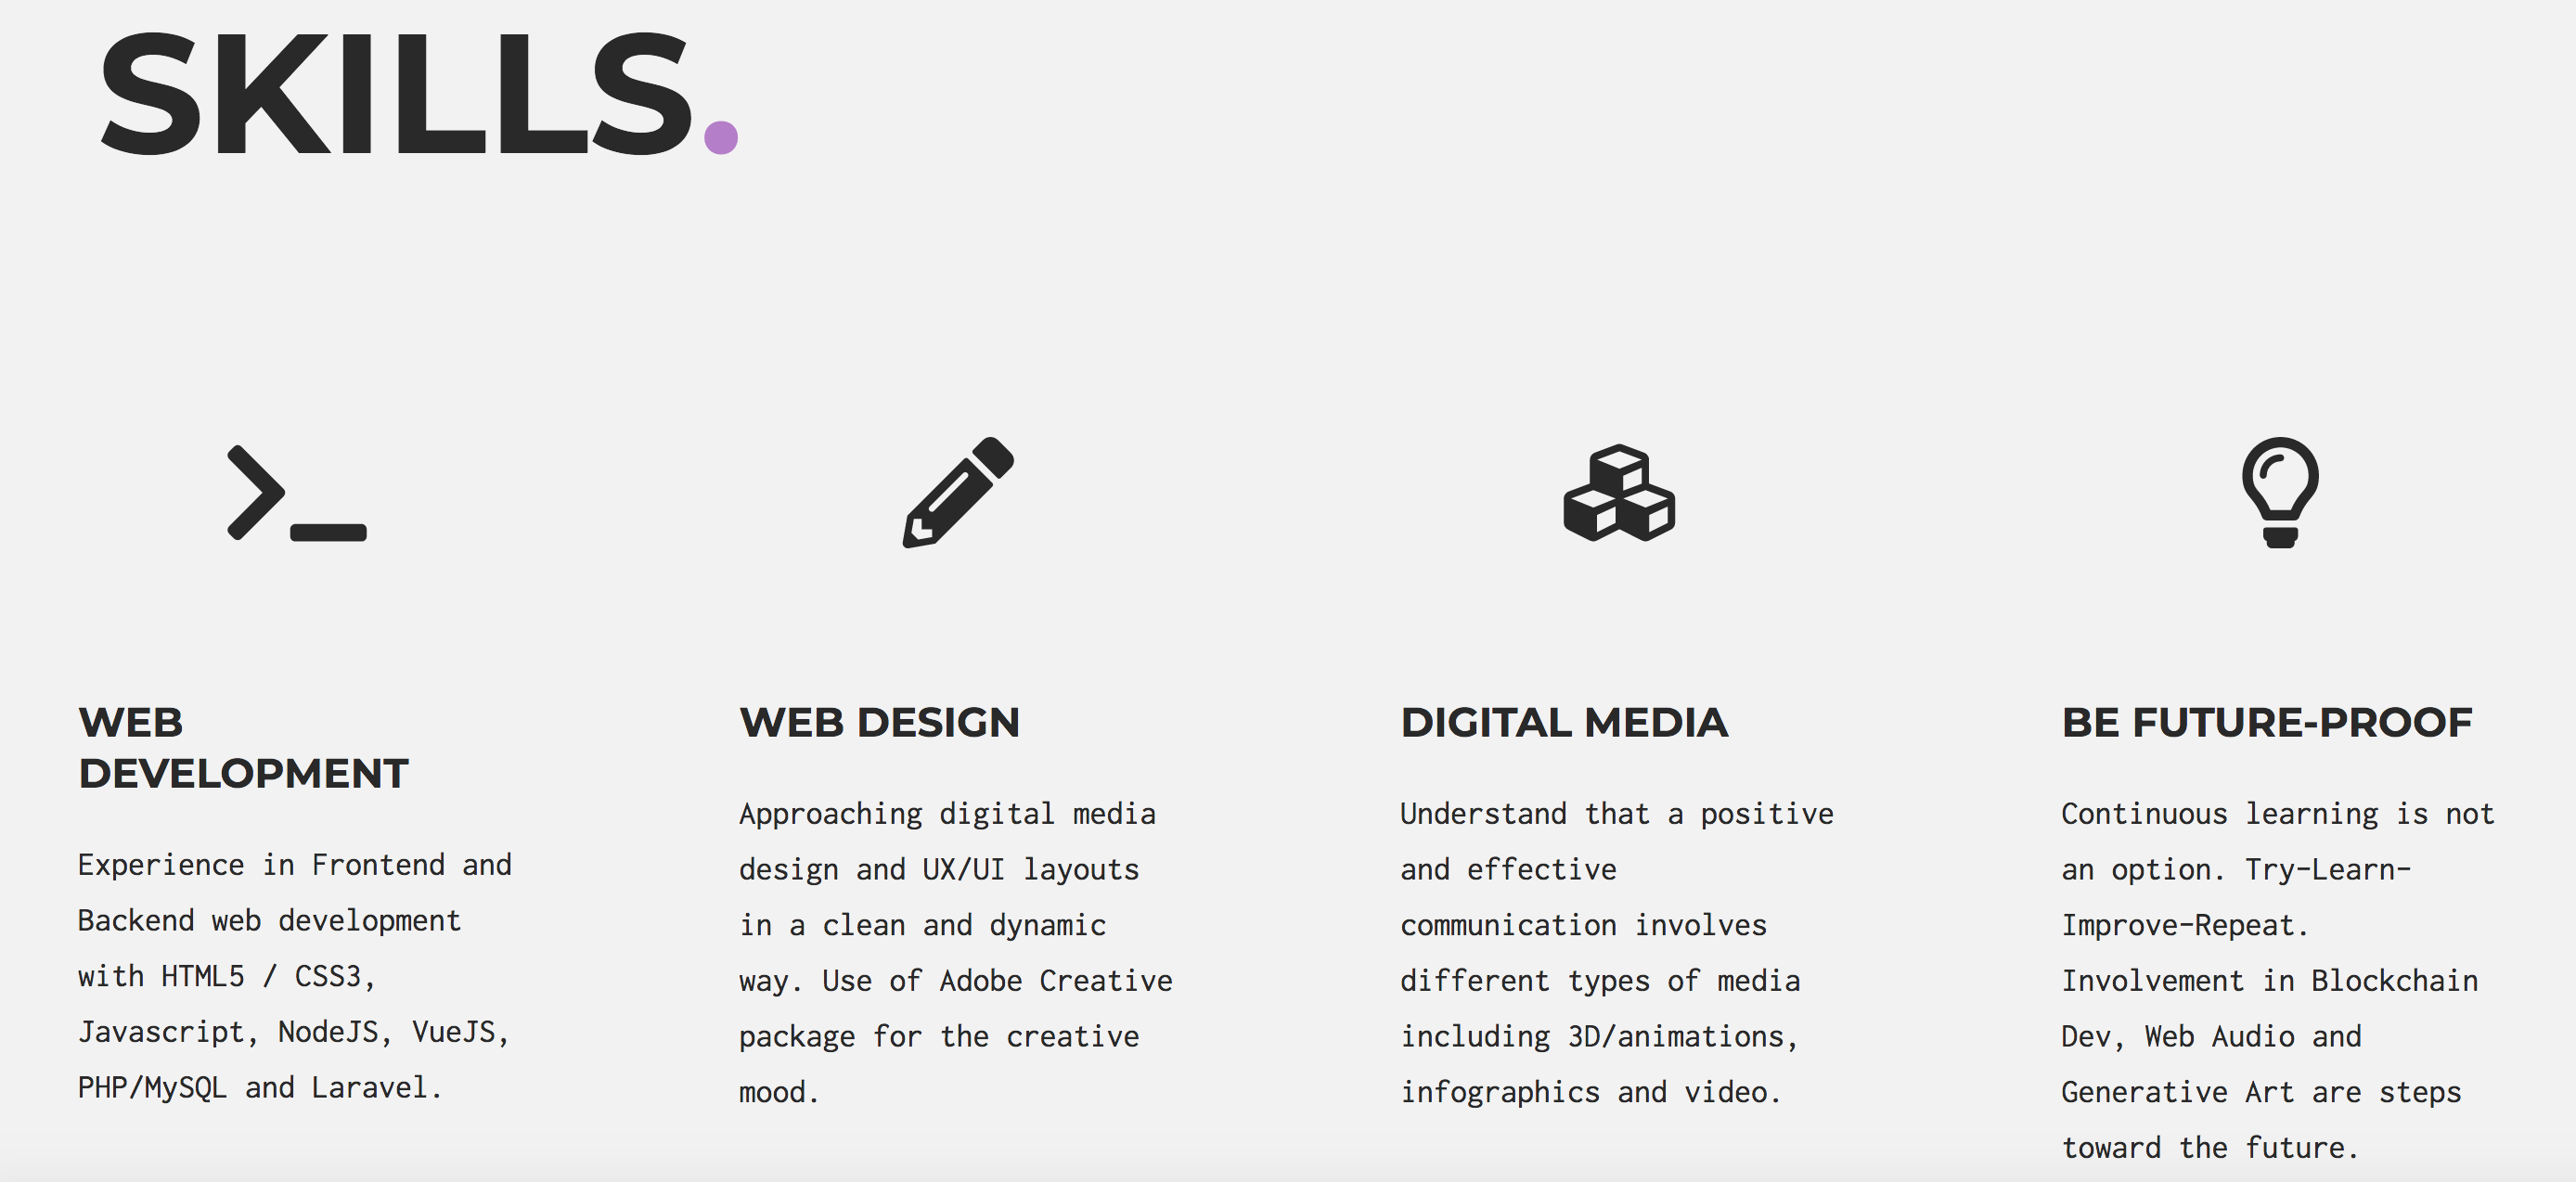 SKILLS.
WEB
DEVELOPMENT
Experience in Frontend and
Backend web development
with HTML5 / CSS3,
Javascript, NodeJS, VueJS,
PHP/MySQL and Laravel.
WEB DESIGN
Approaching digital media
design and UX/UI layouts
in a clean and dynamic
way. Use of Adobe Creative
package for the creative
mood.
DIGITAL MEDIA
Understand that a positive
and effective
communication involves
different types of media
including 3D/animations,
infographics and video.
BE FUTURE-PROOF
Continuous learning is not
an option. Try-Learn-
Improve-Repeat.
Involvement in Blockchain
Dev, Web Audio and
Generative Art are steps
toward the future.